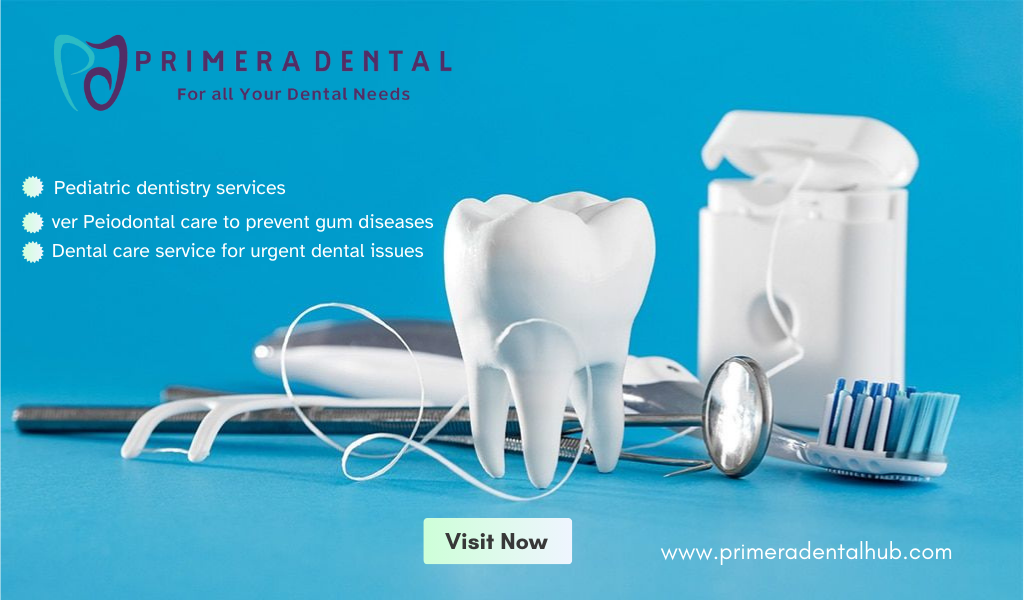 PRIMERA DENTAL
For all Your Dental Needs
Pediatric dentistry services
ver Peiodontal care to prevent gum diseases
Dental care service for urgent dental issues
Visit Now
www.primeradentalhub.com